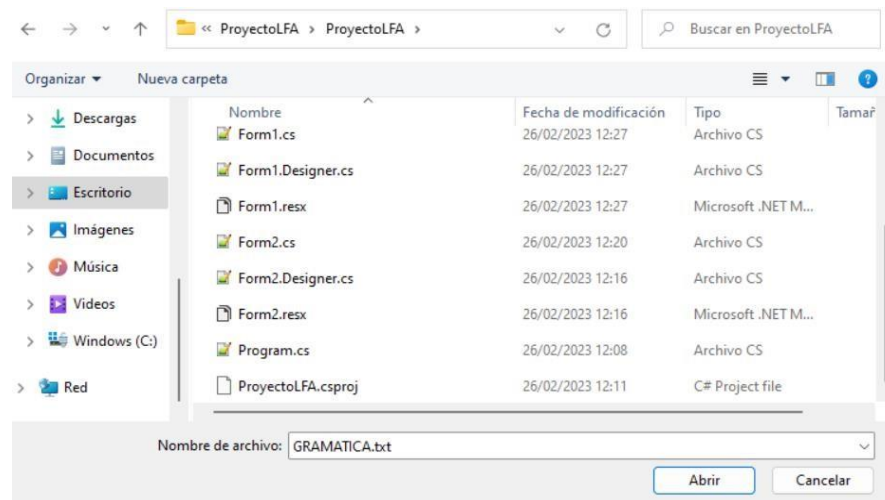 « ProyectoLFA > ProyectoLFA >
Buscar en ProyectoLFA
Organizar
Nueva carpeta
Descargas
Documentos
Escritorio
Imágenes
Música
Videos
Windows (C:)
Red
Nombre Fecha de modificación Tipo Tamañ
Form1.cs 26/02/2023 12:27 Archivo CS
Form1.Designer.cs 26/02/2023 12:27 Archivo CS
Form1.resx 26/02/2023 12:27 Microsoft .NET M...
Form2.cs 26/02/2023 12:20 Archivo CS
Form2.Designer.cs 26/02/2023 12:16 Archivo CS
Form2.resx 26/02/2023 12:16 Microsoft .NET M...
Program.cs 26/02/2023 12:08 Archivo CS
ProyectoLFA.csproj 26/02/2023 12:11 C# Project file
Nombre de archivo: GRAMATICA.txt
Abrir Cancelar